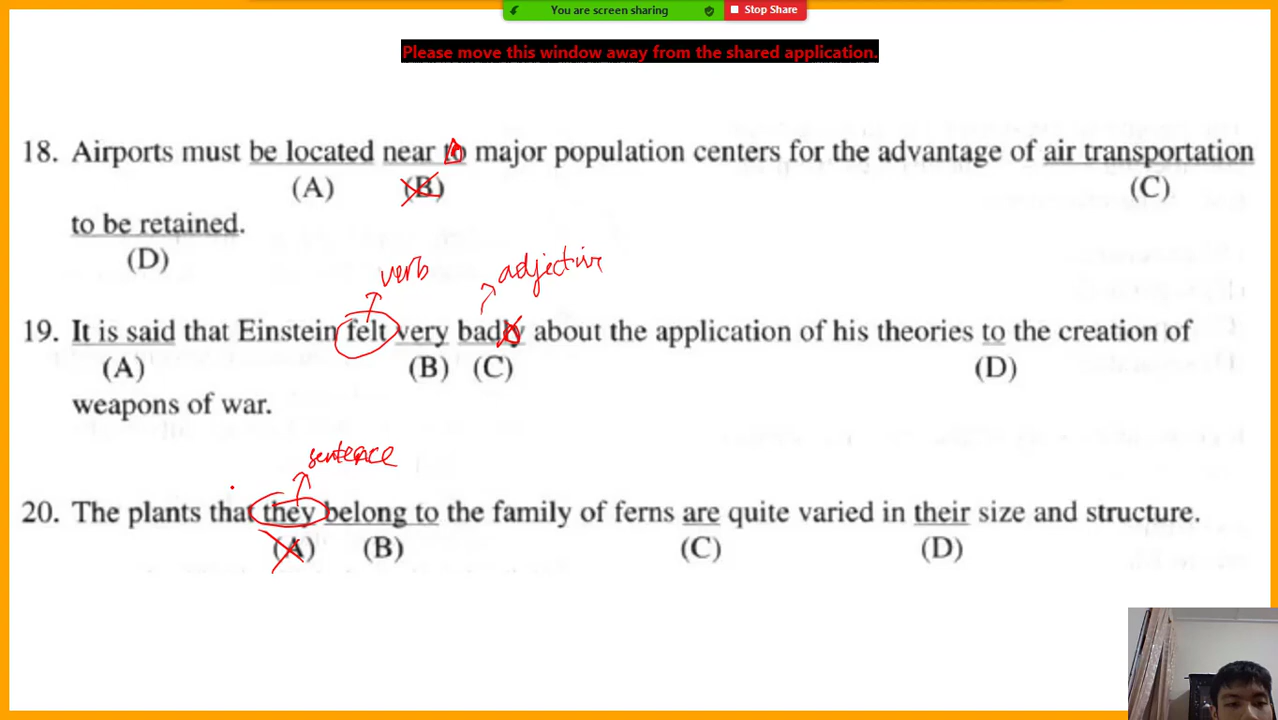 You are screen sharing
Stop Share
Please move this window away from the shared application.
18. Airports must be located near to major population centers for the advantage of air transportation
(A) (B) (C)
to be retained.
(D)
verb adjective
19. It is said that Einstein felt very badly about the application of his theories to the creation of
(A) (B) (C) (D)
weapons of war.
sentence
20. The plants that they belong to the family of ferns are quite varied in their size and structure.
(A) (B) (C) (D)